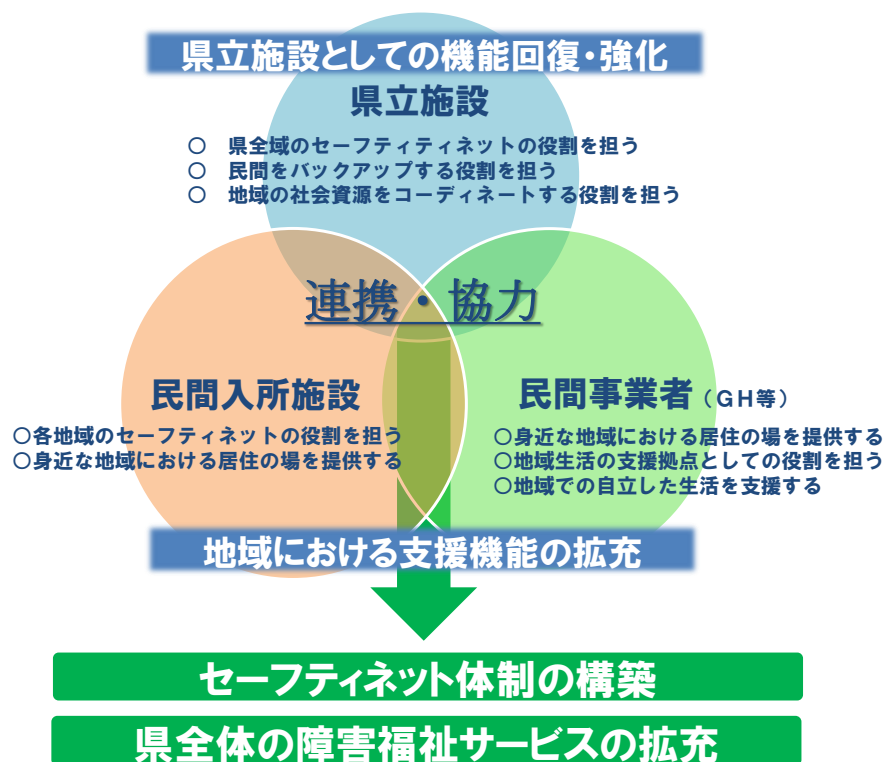 県立施設としての機能回復・強化
県立施設
○ 県全域のセーフティティネットの役割を担う
○ 民間をバックアップする役割を担う
○ 地域の社会資源をコーディネートする役割を担う
連携・協力
民間入所施設
○各地域のセーフティネットの役割を担う
○身近な地域における居住の場を提供する
民間事業者（GH等）
○身近な地域における居住の場を提供する
○地域生活の支援拠点としての役割を担う
○地域での自立した生活を支援する
地域における支援機能の拡充
セーフティネット体制の構築
県全体の障害福祉サービスの拡充